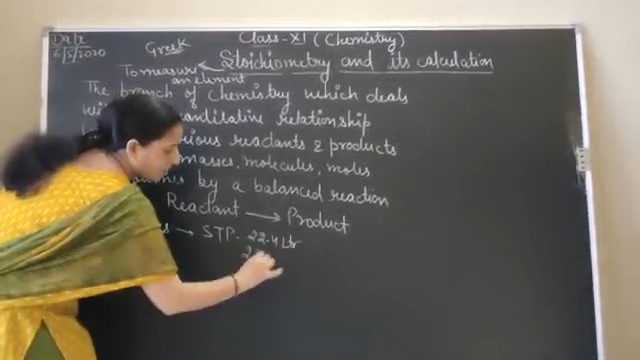 Date
6/5/2020
Class - XI (Chemistry)
Greek
Stoichiometry and its calculation
To measure
an element
The branch of chemistry which deals
quantitative relationship
reactants & products
masses, molecules, moles
by a balanced reaction
Reactant → Product
→ STP - 22.4 Ltr